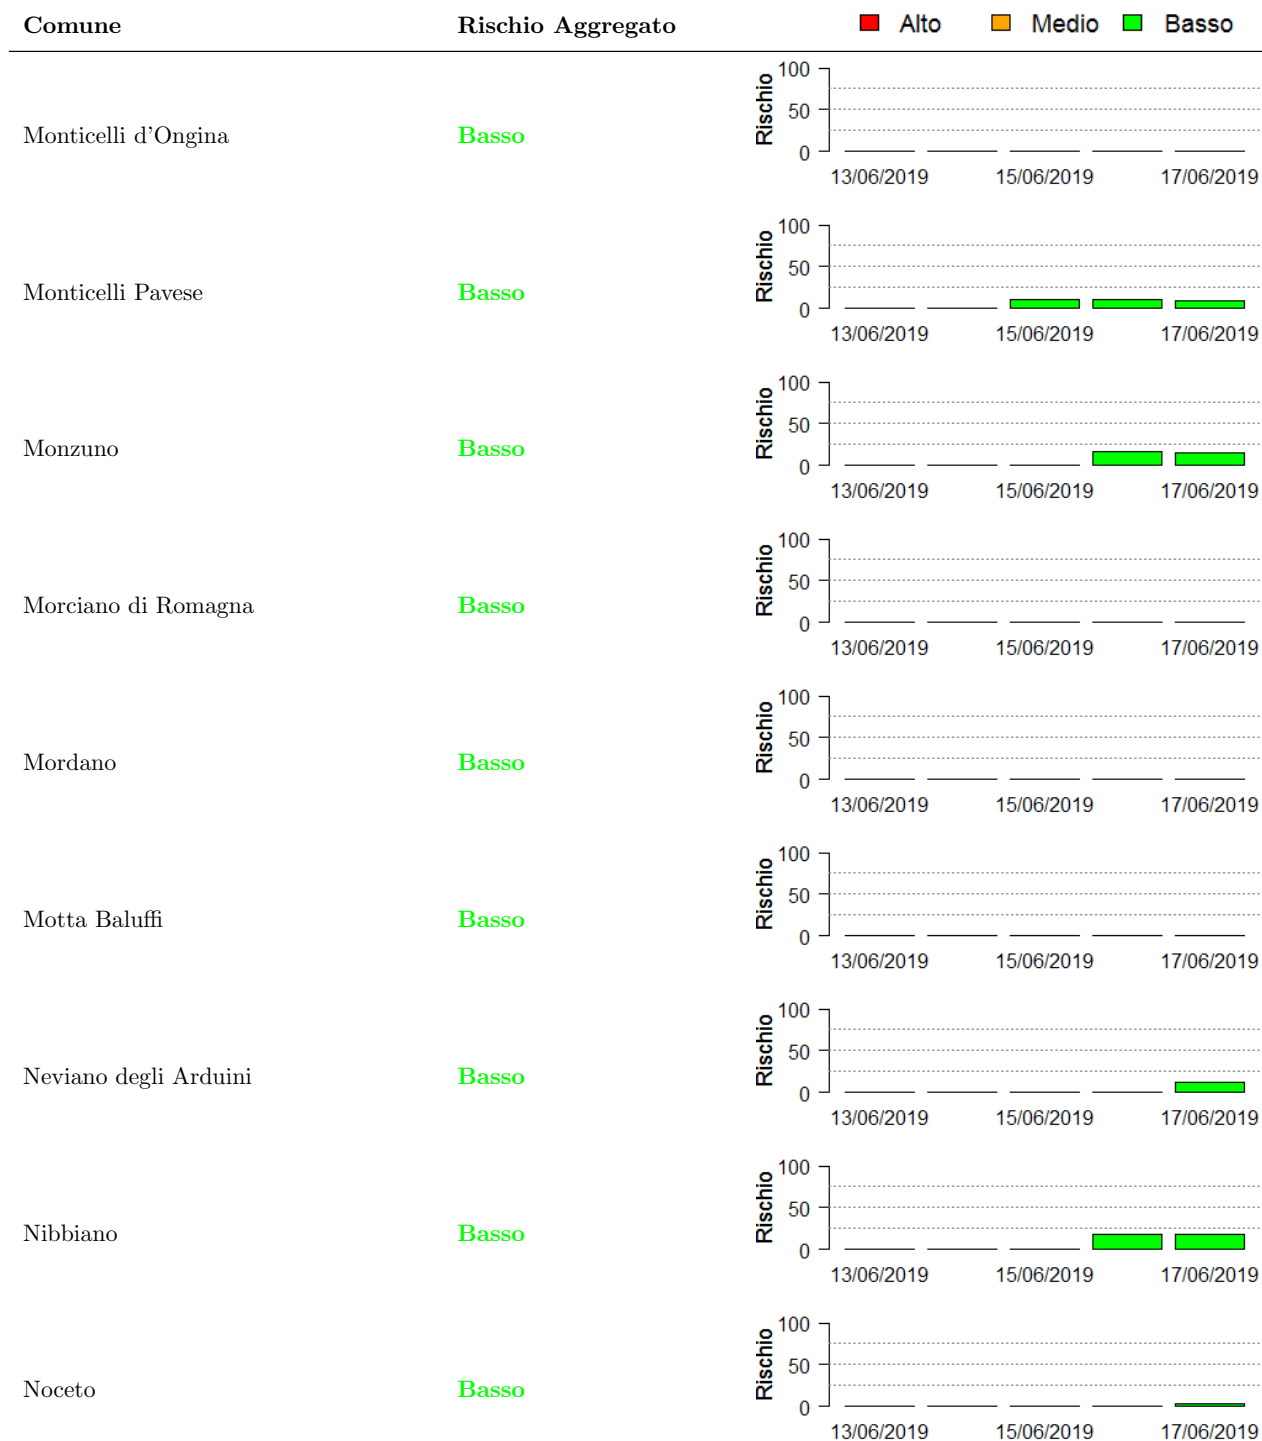 Comune Rischio Aggregato Alto Medio Basso
100
50
0
Rischio
Monticelli d'Ongina Basso
13/06/2019 15/06/2019 17/06/2019
100
50
0
Rischio
Monticelli Pavese Basso
13/06/2019 15/06/2019 17/06/2019
100
50
0
Rischio
Monzuno Basso
13/06/2019 15/06/2019 17/06/2019
100
50
0
Rischio
Morciano di Romagna Basso
13/06/2019 15/06/2019 17/06/2019
100
50
0
Rischio
Mordano Basso
13/06/2019 15/06/2019 17/06/2019
100
50
0
Rischio
Motta Baluffi Basso
13/06/2019 15/06/2019 17/06/2019
100
50
0
Rischio
Neviano degli Arduini Basso
13/06/2019 15/06/2019 17/06/2019
100
50
0
Rischio
Nibbiano Basso
13/06/2019 15/06/2019 17/06/2019
100
50
0
Rischio
Noceto Basso
13/06/2019 15/06/2019 17/06/2019